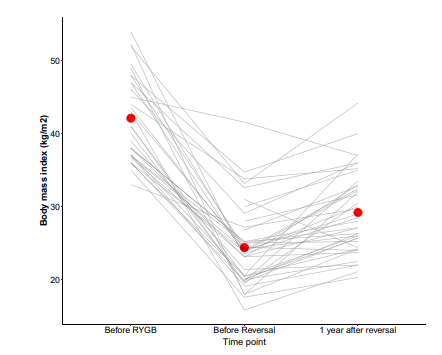 50
40
30
20
Body mass index (kg/m2)
Before RYGB
Before Reversal
1 year after reversal
Time point